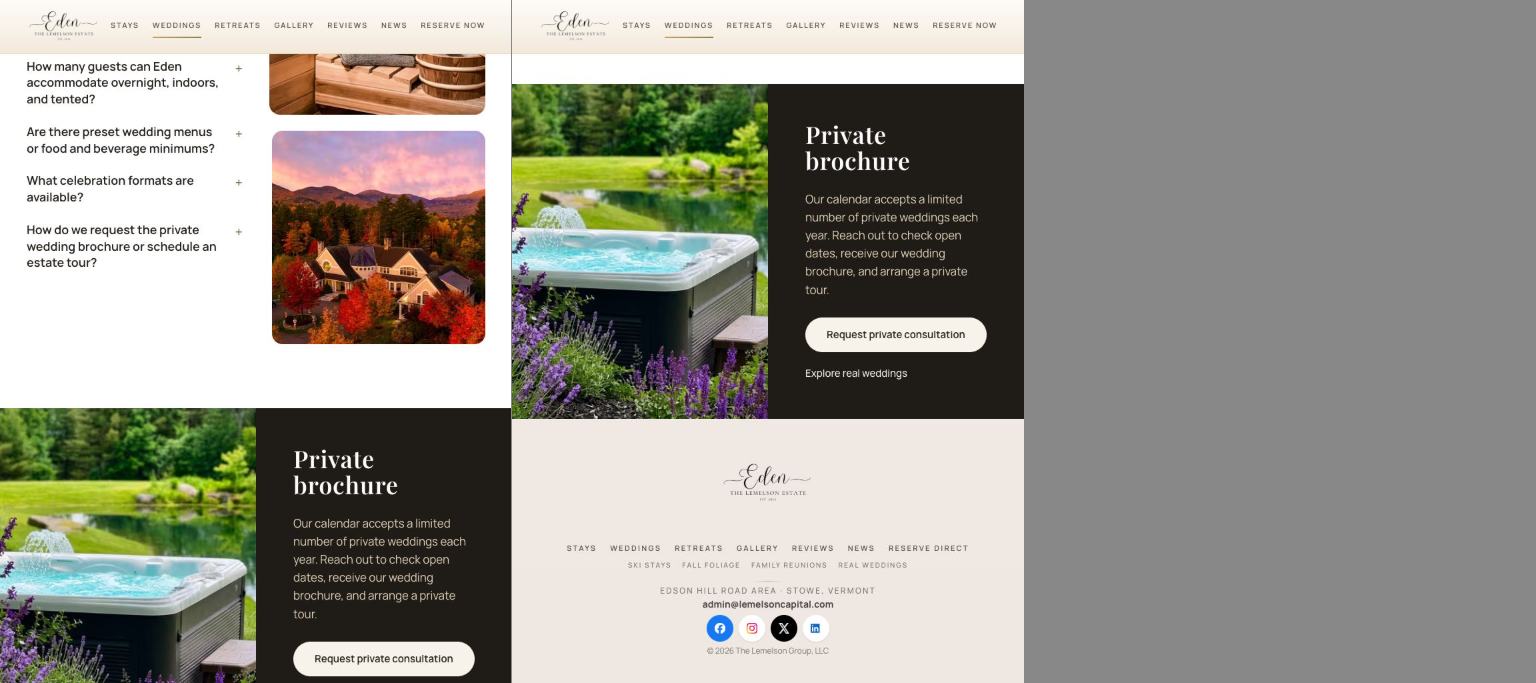 Eden
THE LEMELSON ESTATE
STAYS WEDDINGS RETREATS GALLERY REVIEWS NEWS RESERVE NOW
How many guests can Eden
accommodate overnight, indoors,
and tented?
+
Are there preset wedding menus
or food and beverage minimums?
+
What celebration formats are
available?
+
How do we request the private
wedding brochure or schedule an
estate tour?
+
Private
brochure
Our calendar accepts a limited
number of private weddings each
year. Reach out to check open
dates, receive our wedding
brochure, and arrange a private
tour.
Request private consultation
Eden
THE LEMELSON ESTATE
STAYS WEDDINGS RETREATS GALLERY REVIEWS NEWS RESERVE NOW
Private
brochure
Our calendar accepts a limited
number of private weddings each
year. Reach out to check open
dates, receive our wedding
brochure, and arrange a private
tour.
Request private consultation
Explore real weddings
Eden
THE LEMELSON ESTATE
STAYS WEDDINGS RETREATS GALLERY REVIEWS NEWS RESERVE DIRECT
SKI STAYS FALL FOLIAGE FAMILY REUNIONS REAL WEDDINGS
EDSON HILL ROAD AREA · STOWE, VERMONT
admin@lemelsoncapital.com
© 2026 The Lemelson Group, LLC